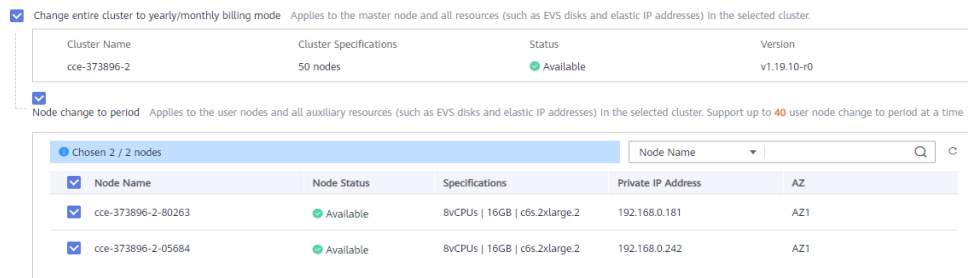 Change entire cluster to yearly/monthly billing mode Applies to the master node and all resources (such as EVS disks and elastic IP addresses) in the selected cluster.
Cluster Name Cluster Specifications Status Version
cce-373896-2 50 nodes Available v1.19.10-r0
Node change to period Applies to the user nodes and all auxiliary resources (such as EVS disks and elastic IP addresses) in the selected cluster. Support up to 40 user node change to period at a time
Chosen 2 / 2 nodes Node Name
Node Name Node Status Specifications Private IP Address AZ
cce-373896-2-80263 Available 8vCPUs | 16GB | c6s.2xlarge.2 192.168.0.181 AZ1
cce-373896-2-05684 Available 8vCPUs | 16GB | c6s.2xlarge.2 192.168.0.242 AZ1